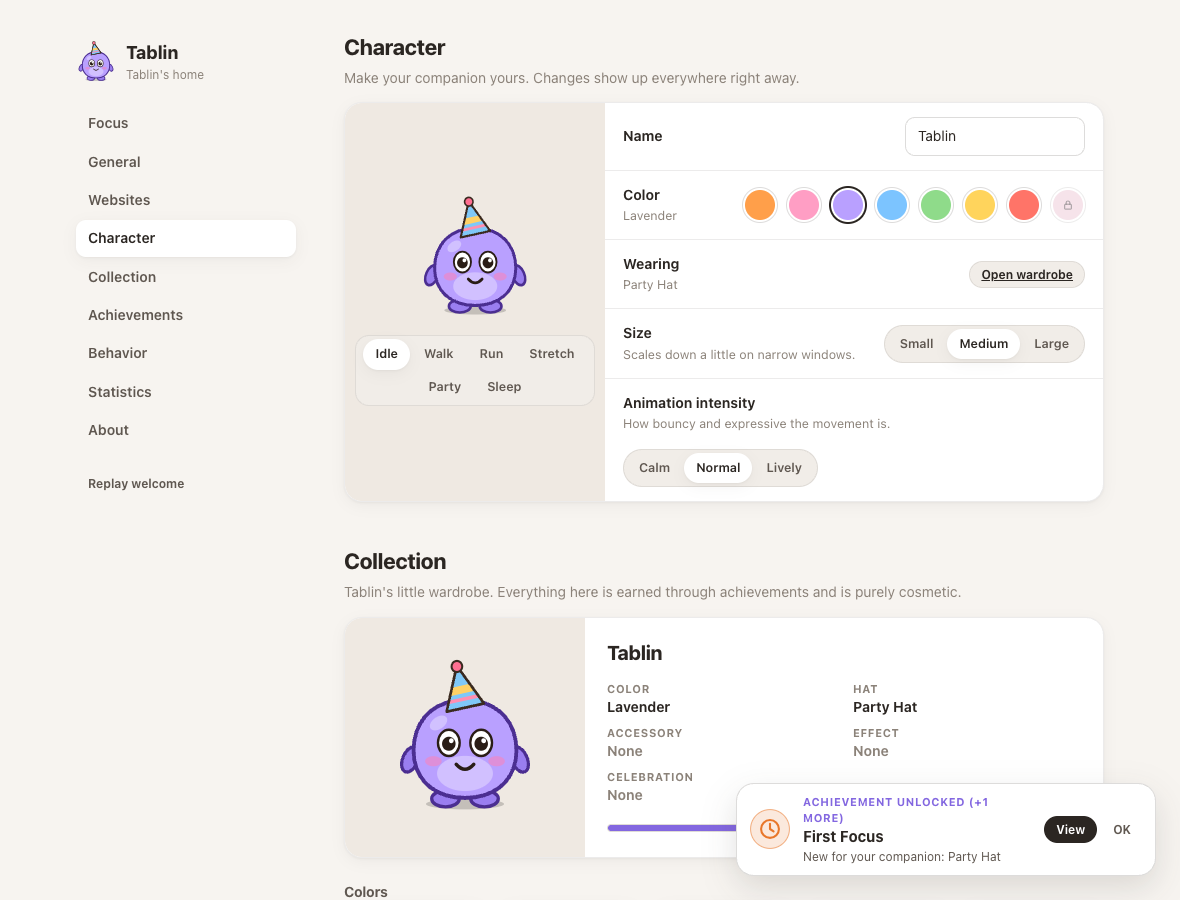 Tablin
Tablin's home
Focus
General
Websites
Character
Collection
Achievements
Behavior
Statistics
About
Replay welcome
Character
Make your companion yours. Changes show up everywhere right away.
Idle Walk Run Stretch
Party Sleep
Name
Tablin
Color
Lavender
Wearing
Party Hat
Open wardrobe
Size
Scales down a little on narrow windows.
Small Medium Large
Animation intensity
How bouncy and expressive the movement is.
Calm Normal Lively
Collection
Tablin's little wardrobe. Everything here is earned through achievements and is purely cosmetic.
Tablin
COLOR
Lavender
HAT
Party Hat
ACCESSORY
None
EFFECT
None
CELEBRATION
None
ACHIEVEMENT UNLOCKED (+1
MORE)
First Focus
New for your companion: Party Hat
View OK
Colors